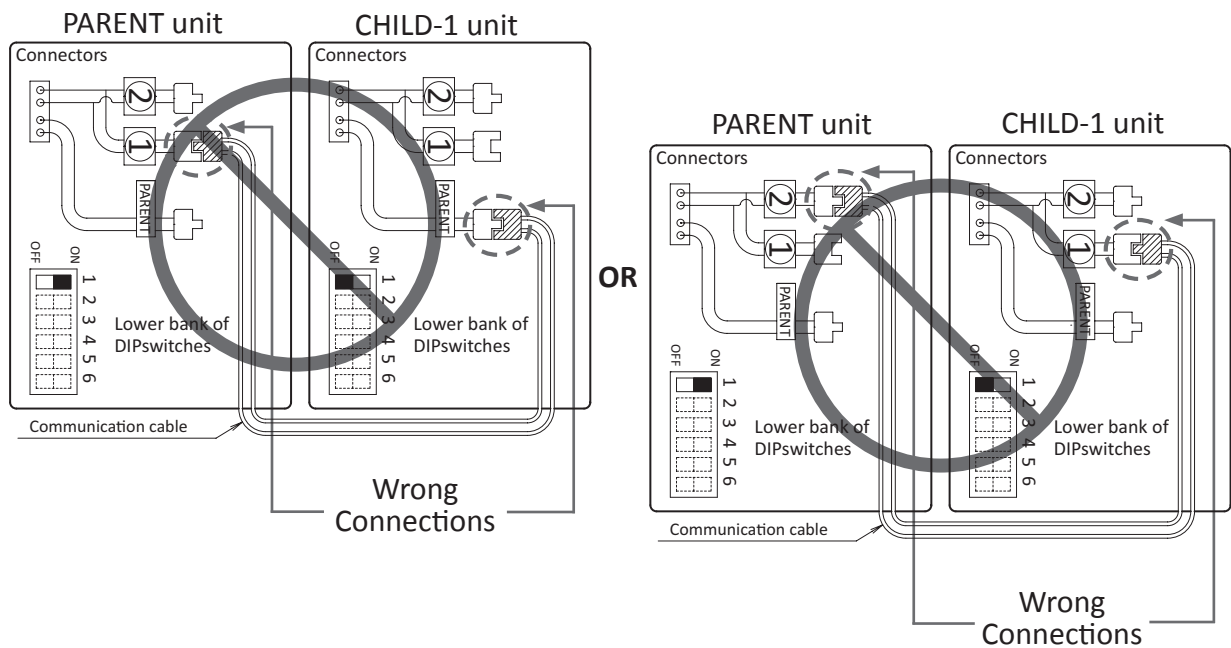 PARENT unit
CHILD-1 unit
Connectors
Connectors
2
2
1
1
PARENT
PARENT
OFF
ON
OFF
ON
1
2
3
4
5
6
1
2
3
4
5
6
Lower bank of
DIPswitches
Lower bank of
DIPswitches
Communication cable
Wrong
Connections
OR
PARENT unit
CHILD-1 unit
Connectors
Connectors
2
2
1
1
PARENT
PARENT
OFF
ON
OFF
ON
1
2
3
4
5
6
1
2
3
4
5
6
Lower bank of
DIPswitches
Lower bank of
DIPswitches
Communication cable
Wrong
Connections